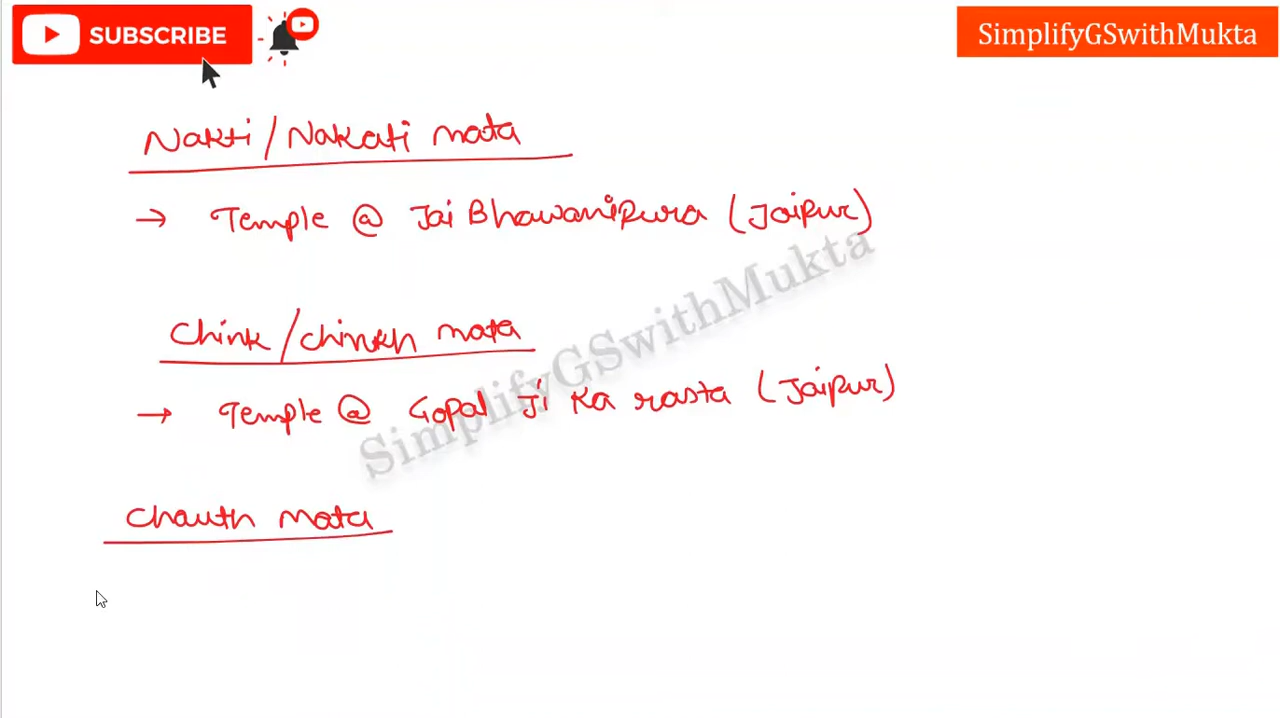 SUBSCRIBE
SimplifyGSwithMukta
Nakti/Nakati mata
→ Temple @ Jai Bhawanipura (Jaipur)
SimplifyGSwithMukta
Chink/chinkh mata
→ Temple @ Gopal Ji Ka rasta (Jaipur)
Chauth mata